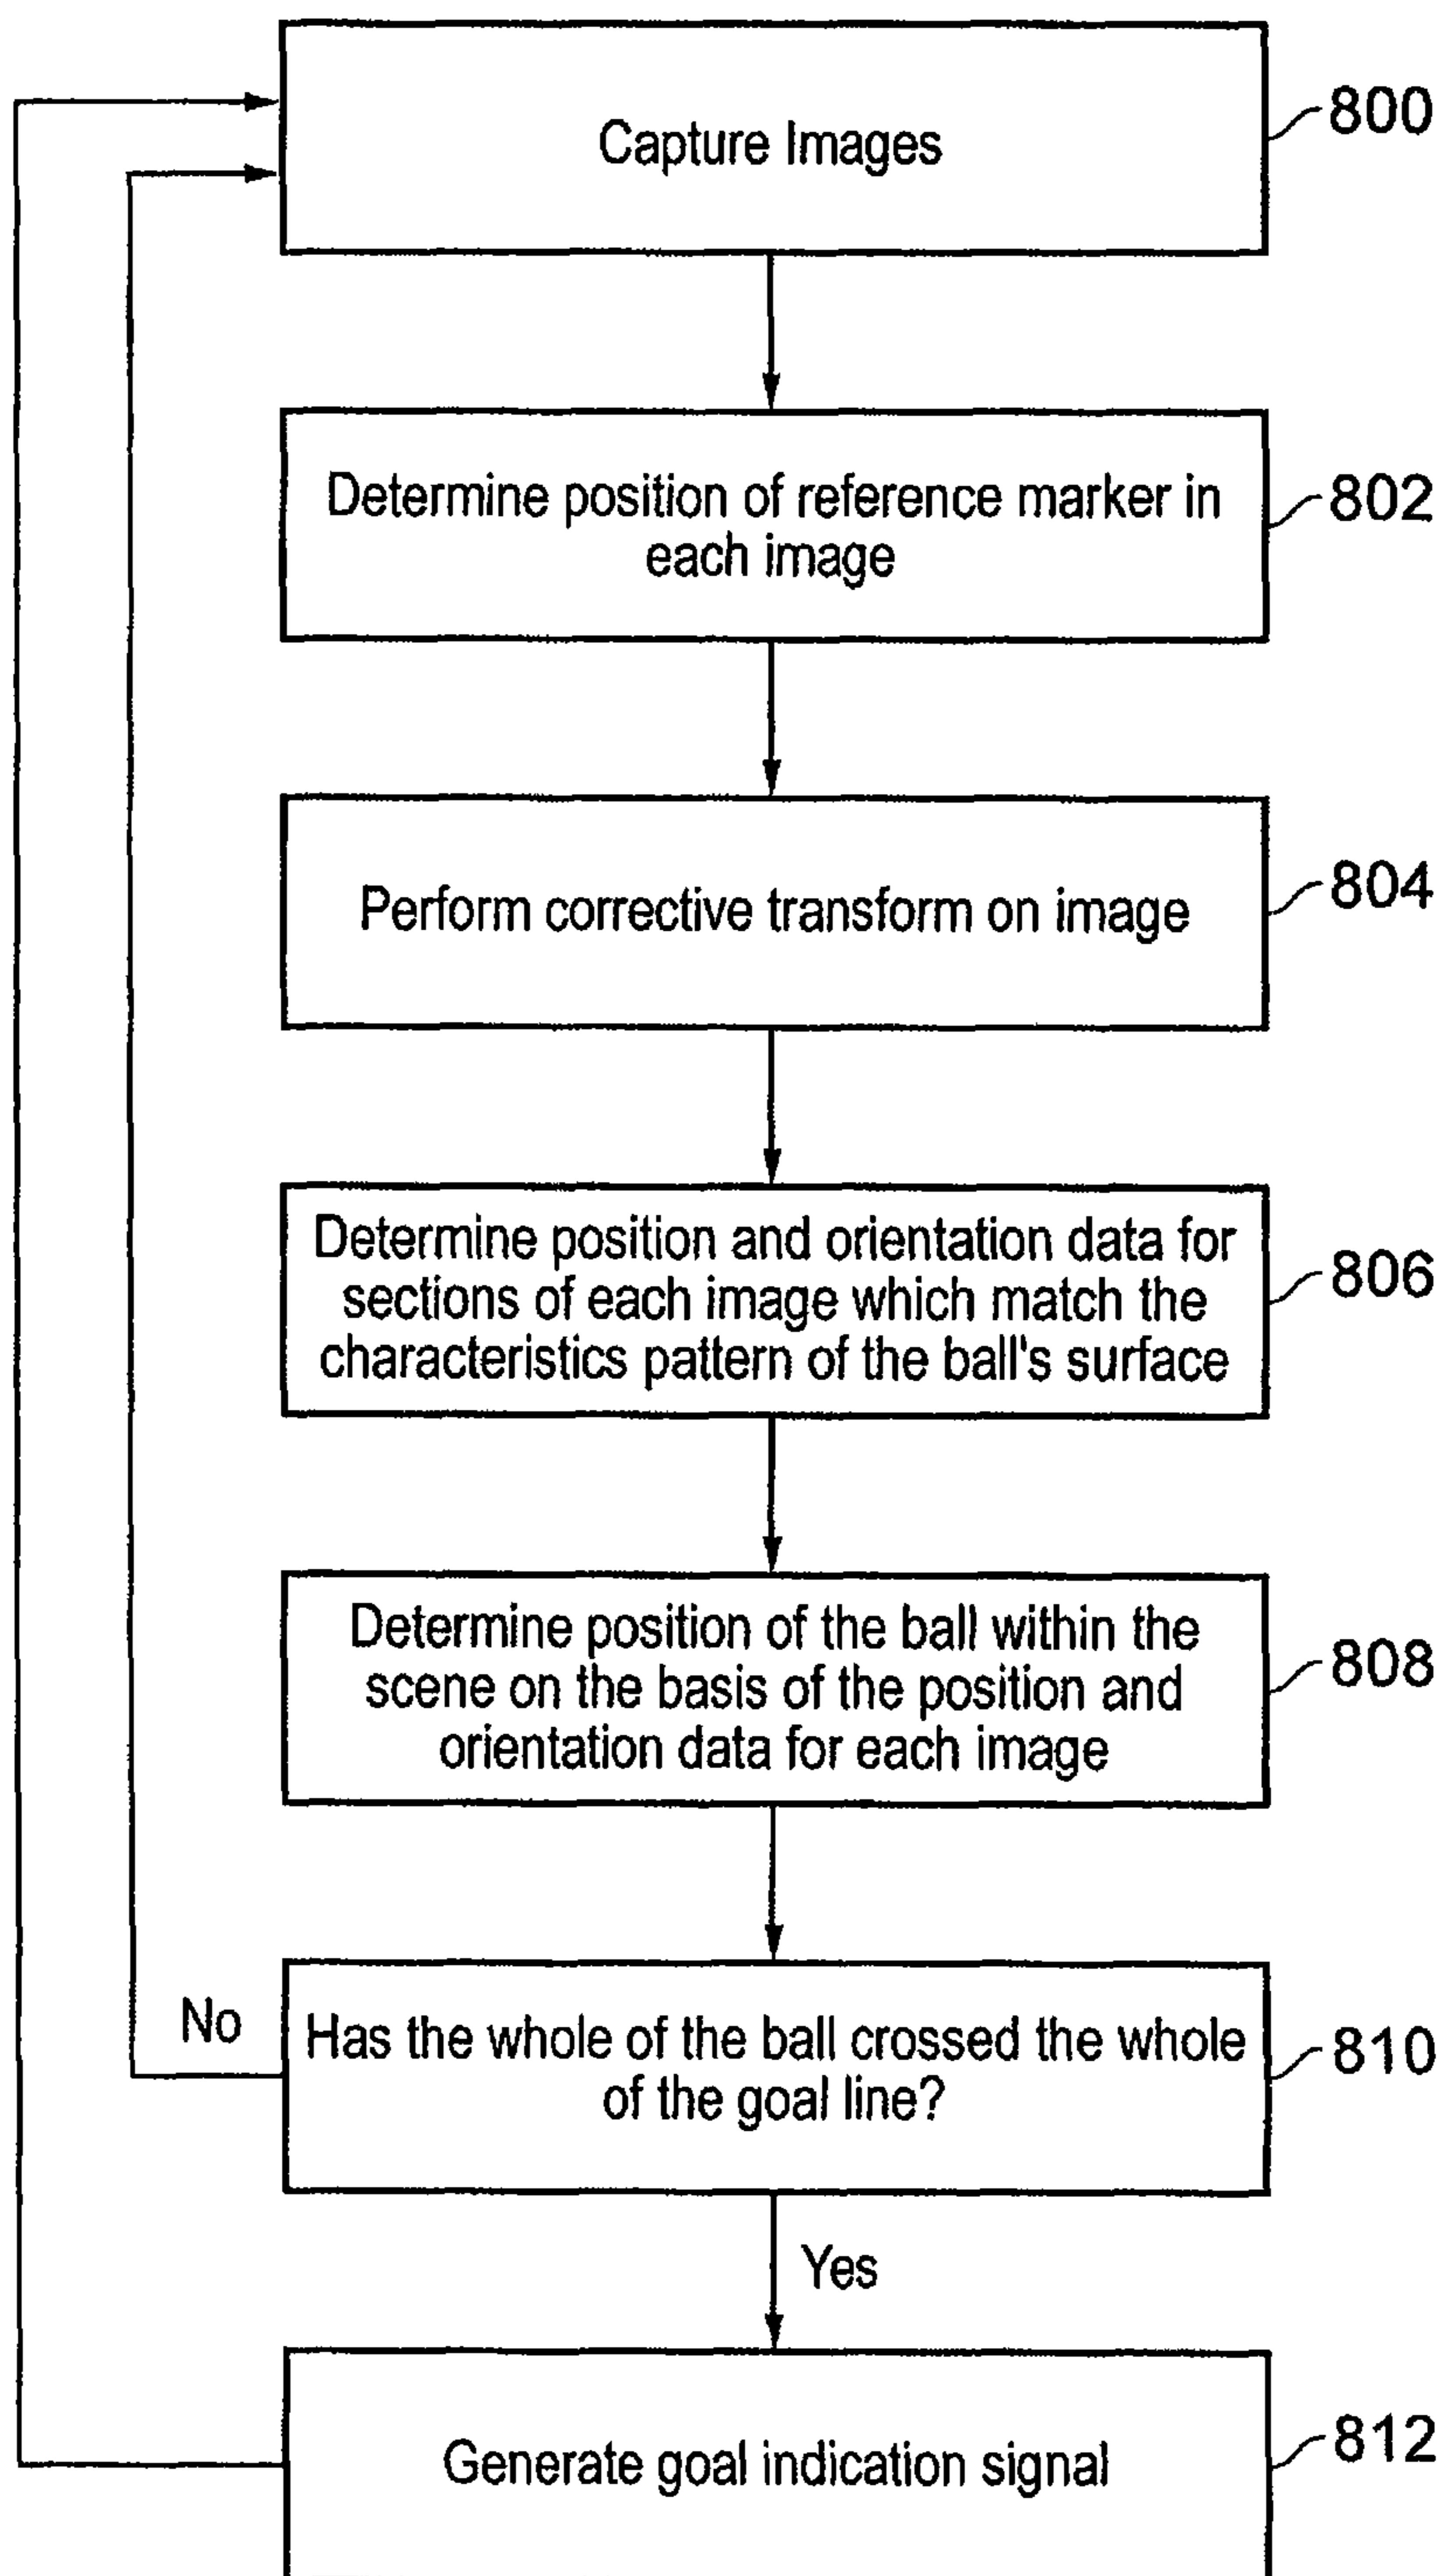 Capture Images
800
Determine position of reference marker in
each image
802
Perform corrective transform on image
804
Determine position and orientation data for
sections of each image which match the
characteristics pattern of the ball's surface
806
Determine position of the ball within the
scene on the basis of the position and
orientation data for each image
808
No
Has the whole of the ball crossed the whole
of the goal line?
810
Yes
Generate goal indication signal
812